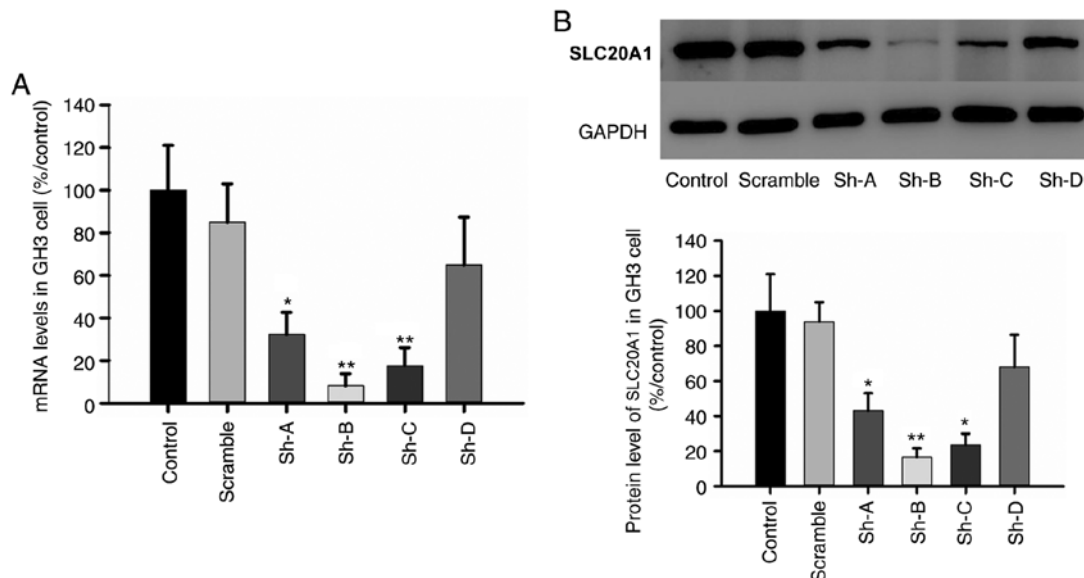 A
mRNA levels in GH3 cell (%/control)
140
120
100
80
60
40
20
0
*
**
**
Control
Scramble
Sh-A
Sh-B
Sh-C
Sh-D
B
SLC20A1
GAPDH
Control Scramble Sh-A Sh-B Sh-C Sh-D
Protein level of SLC20A1 in GH3 cell
(%/control)
140
120
100
80
60
40
20
0
*
**
*
Control
Scramble
Sh-A
Sh-B
Sh-C
Sh-D